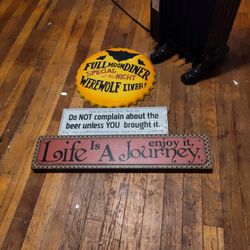 FULL MOON DINER
SPECIAL of the NIGHT
WEREWOLF LIVER!
Do NOT complain about the
beer unless YOU brought it.
Life Is A Journey, enjoy it.